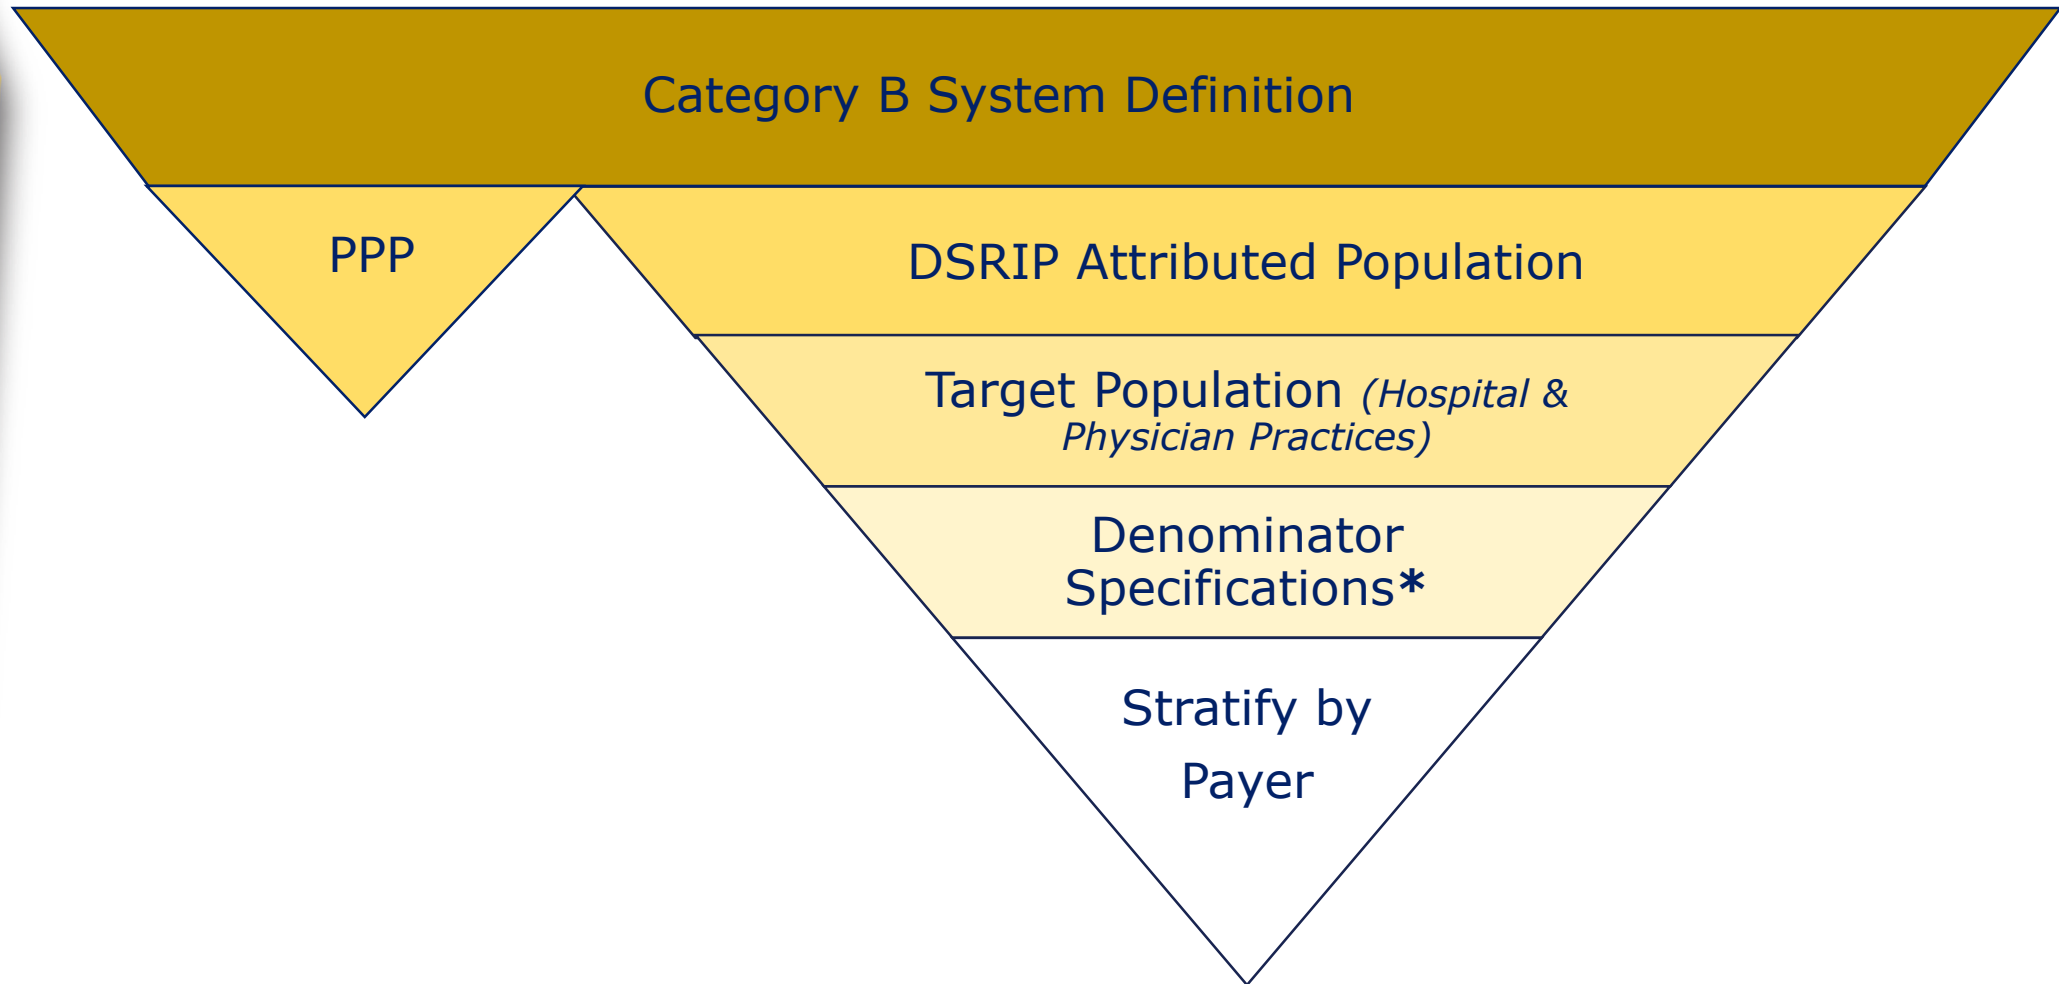 Category B System Definition
PPP
DSRIP Attributed Population
Target Population (Hospital &
Physician Practices)
Denominator
Specifications*
Stratify by
Payer